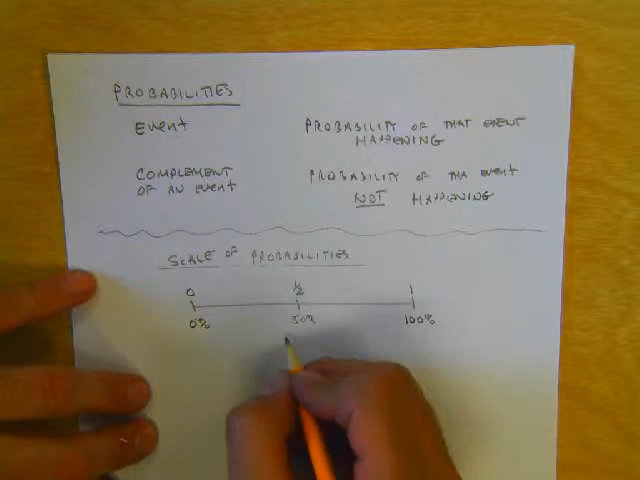 PROBABILITIES
EVENT
PROBABILITY OF THAT EVENT
HAPPENING
COMPLEMENT
OF AN EVENT
PROBABILITY OF THA EVENT
NOT HAPPENING
SCALE OF PROBABILITIES
0 1/2 1
0% 50% 100%